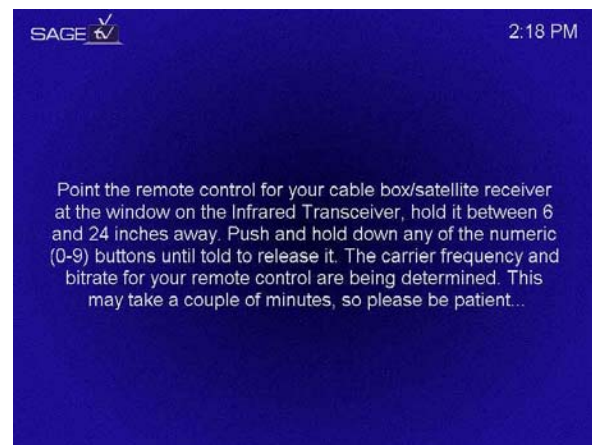 SAGE tv
2:18 PM
Point the remote control for your cable box/satellite receiver
at the window on the Infrared Transceiver, hold it between 6
and 24 inches away. Push and hold down any of the numeric
(0-9) buttons until told to release it. The carrier frequency and
bitrate for your remote control are being determined. This
may take a couple of minutes, so please be patient...